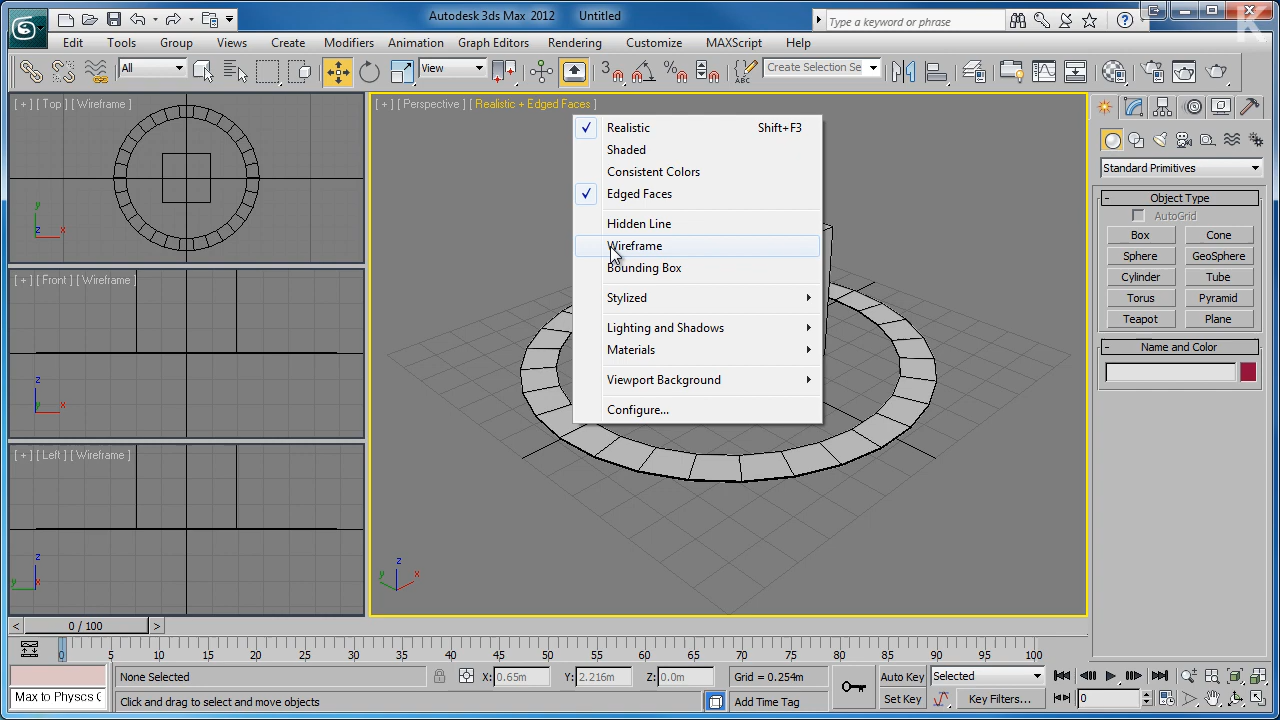 Autodesk 3ds Max 2012 Untitled
Type a keyword or phrase
K
Edit Tools Group Views Create Modifiers Animation Graph Editors Rendering Customize MAXScript Help
All
View
3
Create Selection Se
[ + ] [ Top ] [ Wireframe ]
[ + ] [ Perspective ] [ Realistic + Edged Faces ]
Realistic Shift+F3
Shaded
Consistent Colors
Edged Faces
Hidden Line
Wireframe
Bounding Box
Stylized
Lighting and Shadows
Materials
Viewport Background
Configure...
y
z x
[ + ] [ Front ] [ Wireframe ]
z
y x
[ + ] [ Left ] [ Wireframe ]
z
y x
z
y x
Standard Primitives
- Object Type
AutoGrid
Box Cone
Sphere GeoSphere
Cylinder Tube
Torus Pyramid
Teapot Plane
- Name and Color
< 0 / 100 >
0 5 10 15 20 25 30 35 40 45 50 55 60 65 70 75 80 85 90 95 100
None Selected X: 0.65m Y: 2.216m Z: 0.0m Grid = 0.254m Auto Key Selected
Max to Physcs C Click and drag to select and move objects Add Time Tag Set Key Key Filters... 0